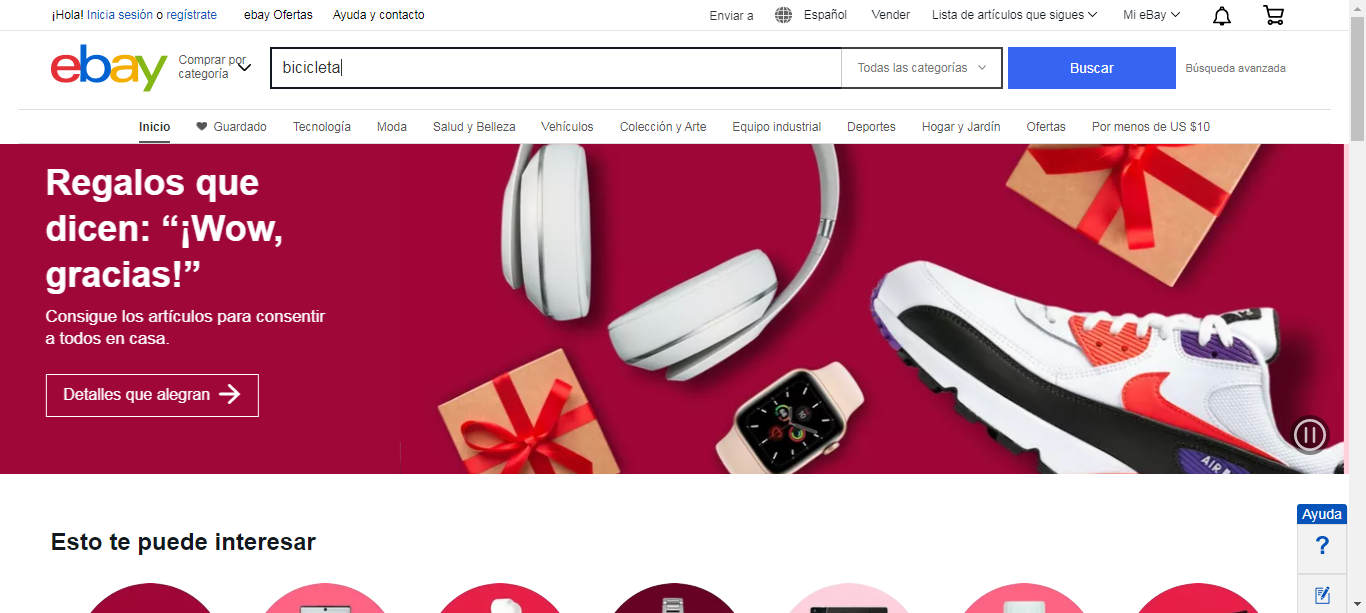 ¡Hola! Inicia sesión o regístrate
ebay Ofertas
Ayuda y contacto
Enviar a
Español
Vender
Lista de artículos que sigues
Mi eBay
ebay
Comprar por
categoría
bicicleta
Todas las categorías
Buscar
Búsqueda avanzada
Inicio
Guardado
Tecnología
Moda
Salud y Belleza
Vehículos
Colección y Arte
Equipo industrial
Deportes
Hogar y Jardín
Ofertas
Por menos de US $10
Regalos que
dicen: “¡Wow,
gracias!”
Consigue los artículos para consentir
a todos en casa.
Detalles que alegran
Ayuda
?
Esto te puede interesar